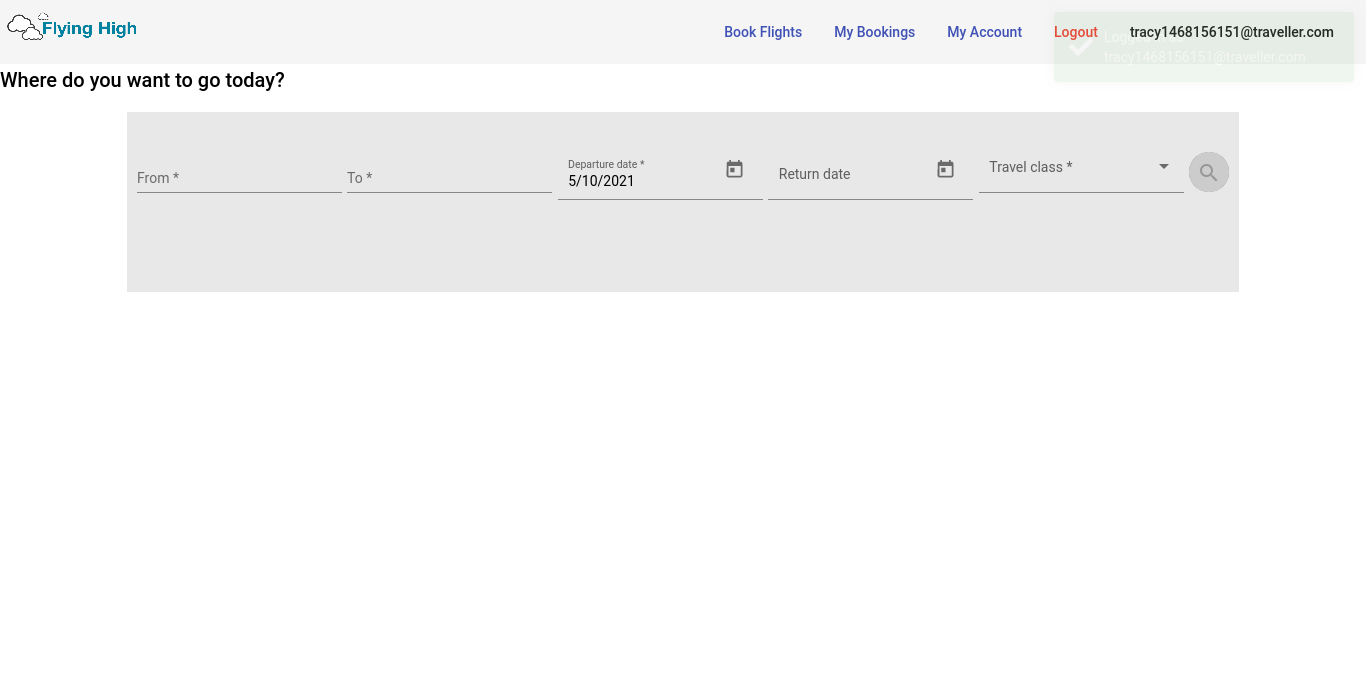 Flying High
Book Flights
My Bookings
My Account
Logout
tracy1468156151@traveller.com
tracy1468156151@traveller.com
Where do you want to go today?
From *
To *
Departure date *
5/10/2021
Return date
Travel class *